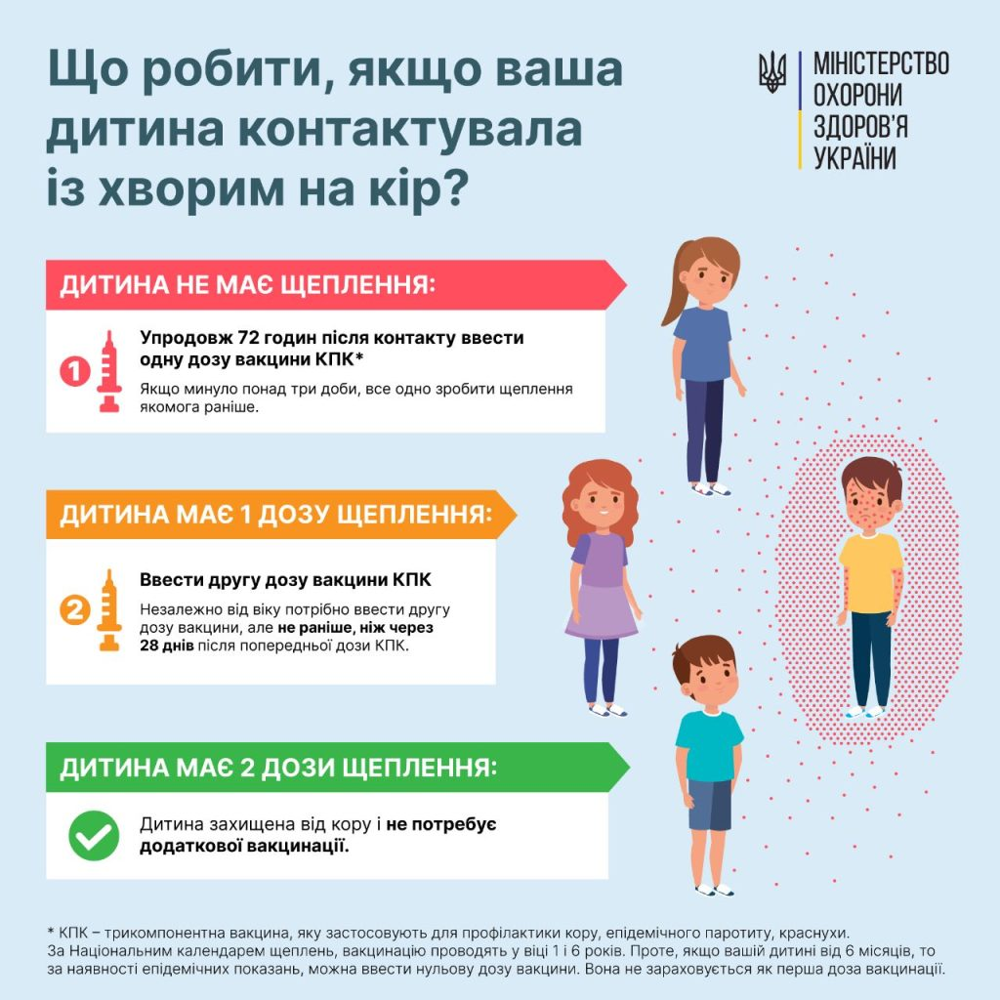 Що робити, якщо ваша
дитина контактувала
із хворим на кір?
МІНІСТЕРСТВО
ОХОРОНИ
ЗДОРОВ’Я
УКРАЇНИ
ДИТИНА НЕ МАЄ ЩЕПЛЕННЯ:
1
Упродовж 72 годин після контакту ввести
одну дозу вакцини КПК*
Якщо минуло понад три доби, все одно зробити щеплення
якомога раніше.
ДИТИНА МАЄ 1 ДОЗУ ЩЕПЛЕННЯ:
2
Ввести другу дозу вакцини КПК
Незалежно від віку потрібно ввести другу
дозу вакцини, але не раніше, ніж через
28 днів після попередньої дози КПК.
ДИТИНА МАЄ 2 ДОЗИ ЩЕПЛЕННЯ:
Дитина захищена від кору і не потребує
додаткової вакцинації.
* КПК – трикомпонентна вакцина, яку застосовують для профілактики кору, епідемічного паротиту, краснухи.
За Національним календарем щеплень, вакцинацію проводять у віці 1 і 6 років. Проте, якщо вашій дитині від 6 місяців, то
за наявності епідемічних показань, можна ввести нульову дозу вакцини. Вона не зараховується як перша доза вакцинації.